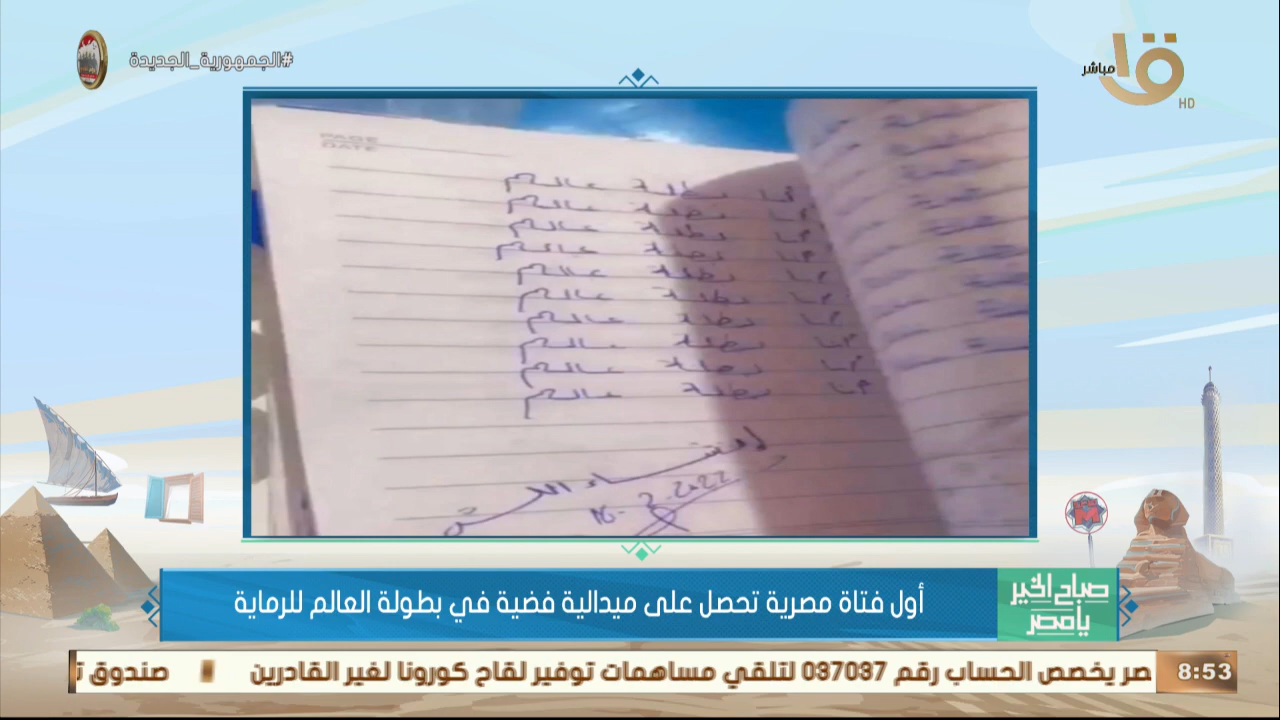 #الجمهورية_الجديدة
مباشر
HD
PAGE
DATE
أنا بطلة عالم
أنا بطلة عالم
أنا بطلة عالم
أنا بطلة عالم
أنا بطلة عالم
أنا بطلة عالم
أنا بطلة عالم
أنا بطلة عالم
أنا بطلة عالم
أنا بطلة عالم
2022
أول فتاة مصرية تحصل على ميدالية فضية في بطولة العالم للرماية
صباح الخير
يا مصر
صر يخصص الحساب رقم 037037 لتلقي مساهمات توفير لقاح كورونا لغير القادرين
صندوق ت
8:53